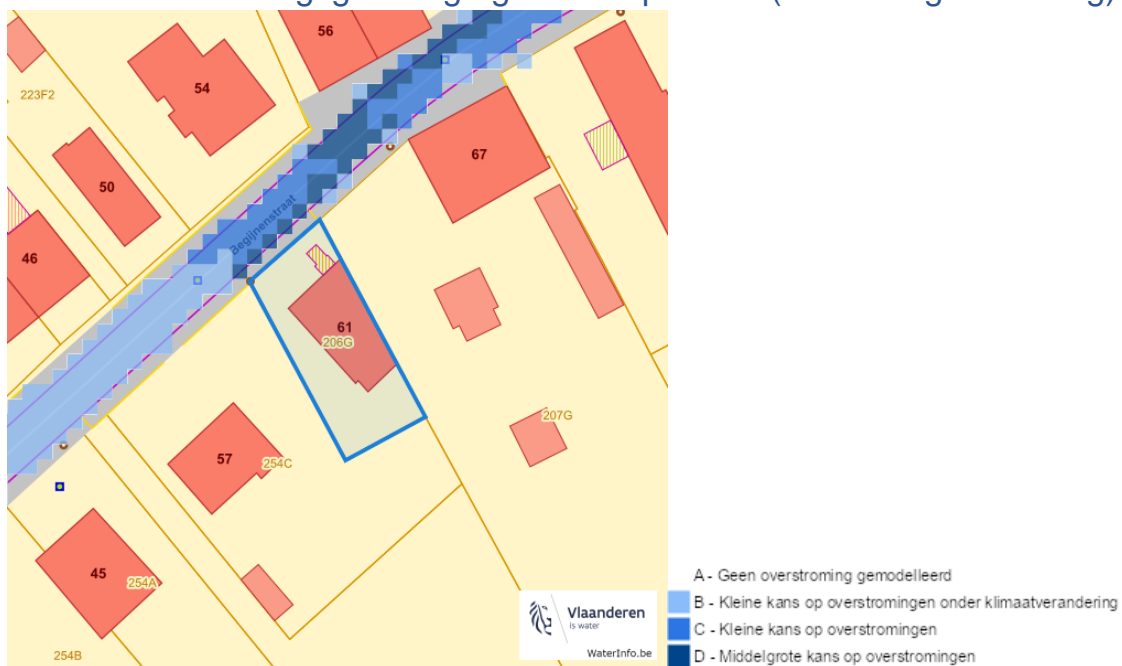 56
54
223F2
67
50
Begijnenstraat
46
61
206G
207G
57
254C
45
254A
254B
Vlaanderen
is water
WaterInfo.be
A - Geen overstroming gemodelleerd
B - Kleine kans op overstromingen onder klimaatverandering
C - Kleine kans op overstromingen
D - Middelgrote kans op overstromingen